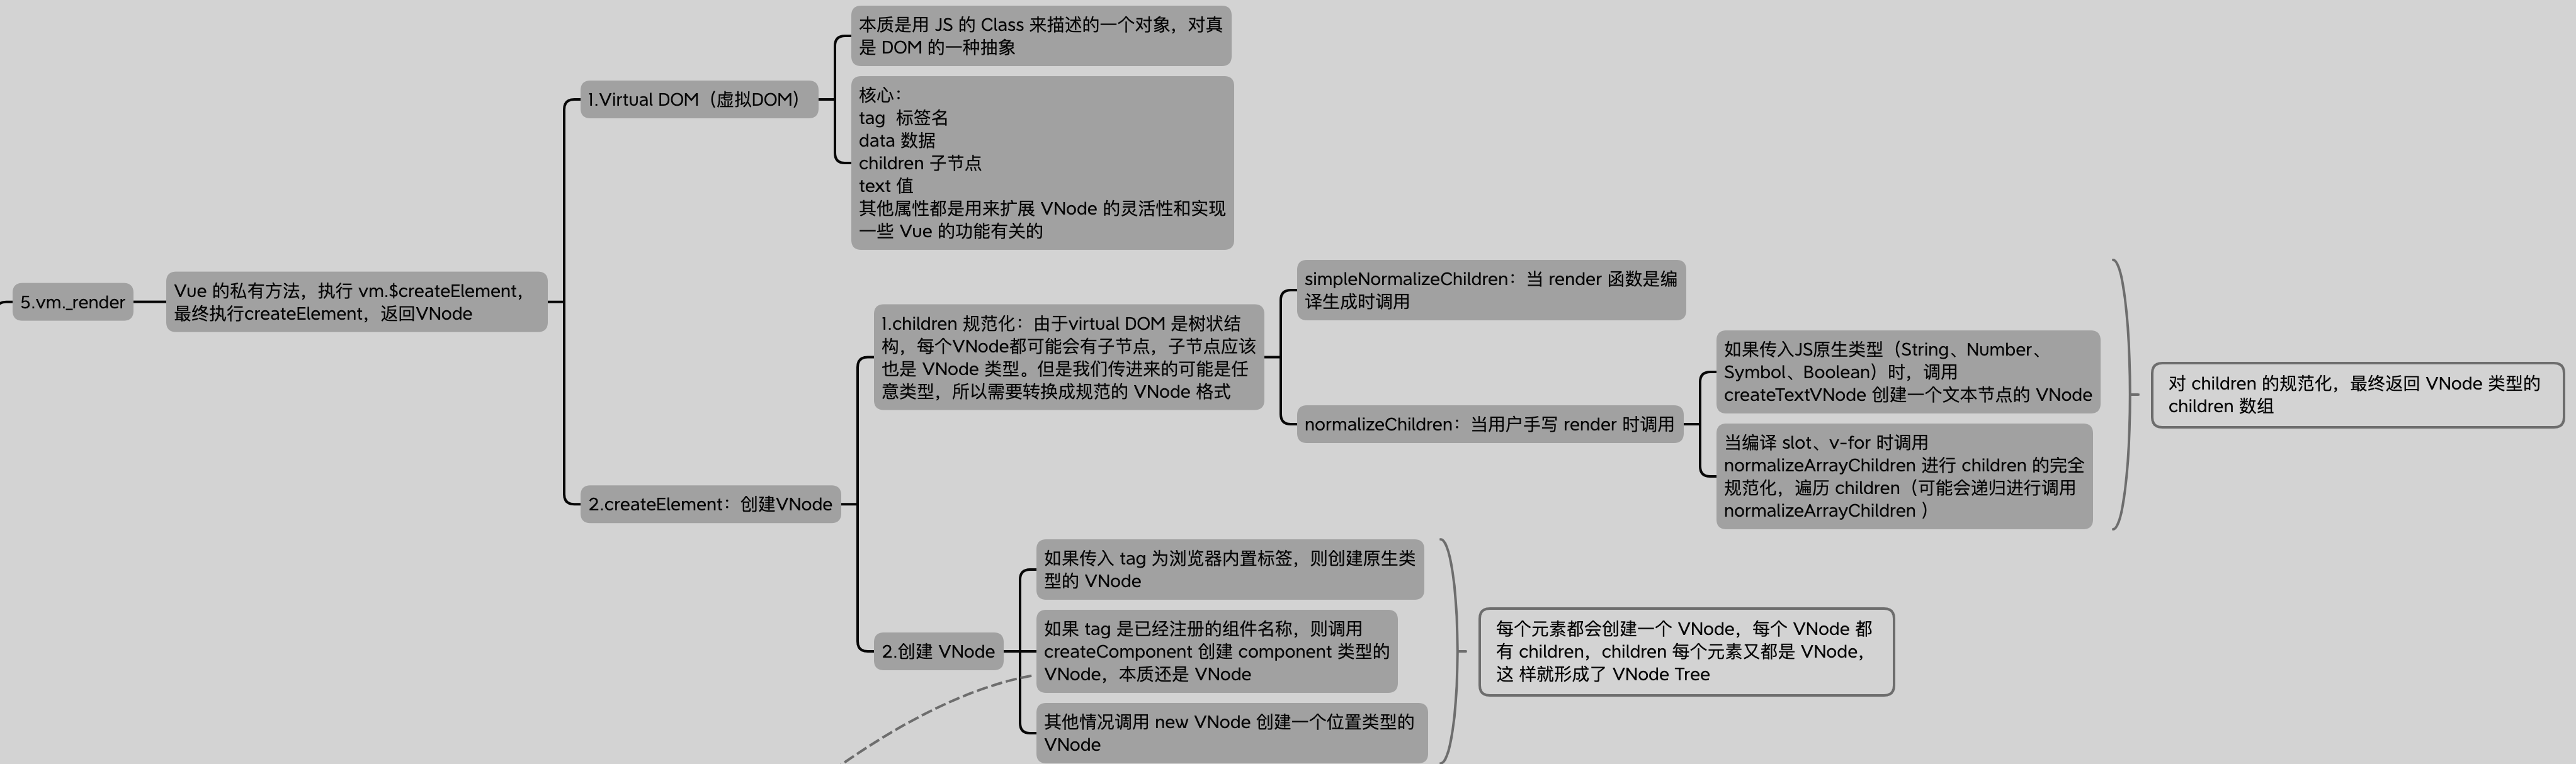 5.vm._render
Vue 的私有方法，执行 vm.$createElement，
最终执行createElement，返回VNode
1.Virtual DOM（虚拟DOM）
本质是用 JS 的 Class 来描述的一个对象，对真
是 DOM 的一种抽象
核心：
tag  标签名
data 数据
children 子节点
text 值
其他属性都是用来扩展 VNode 的灵活性和实现
一些 Vue 的功能有关的
2.createElement：创建VNode
1.children 规范化：由于virtual DOM 是树状结
构，每个VNode都可能会有子节点，子节点应该
也是 VNode 类型。但是我们传进来的可能是任
意类型，所以需要转换成规范的 VNode 格式
simpleNormalizeChildren：当 render 函数是编
译生成时调用
normalizeChildren：当用户手写 render 时调用
如果传入JS原生类型（String、Number、
Symbol、Boolean）时，调用
createTextVNode 创建一个文本节点的 VNode
当编译 slot、v-for 时调用
normalizeArrayChildren 进行 children 的完全
规范化，遍历 children（可能会递归进行调用
normalizeArrayChildren ）
对 children 的规范化，最终返回 VNode 类型的
children 数组
2.创建 VNode
如果传入 tag 为浏览器内置标签，则创建原生类
型的 VNode
如果 tag 是已经注册的组件名称，则调用
createComponent 创建 component 类型的
VNode，本质还是 VNode
其他情况调用 new VNode 创建一个位置类型的
VNode
每个元素都会创建一个 VNode，每个 VNode 都
有 children，children 每个元素又都是 VNode，
这 样就形成了 VNode Tree